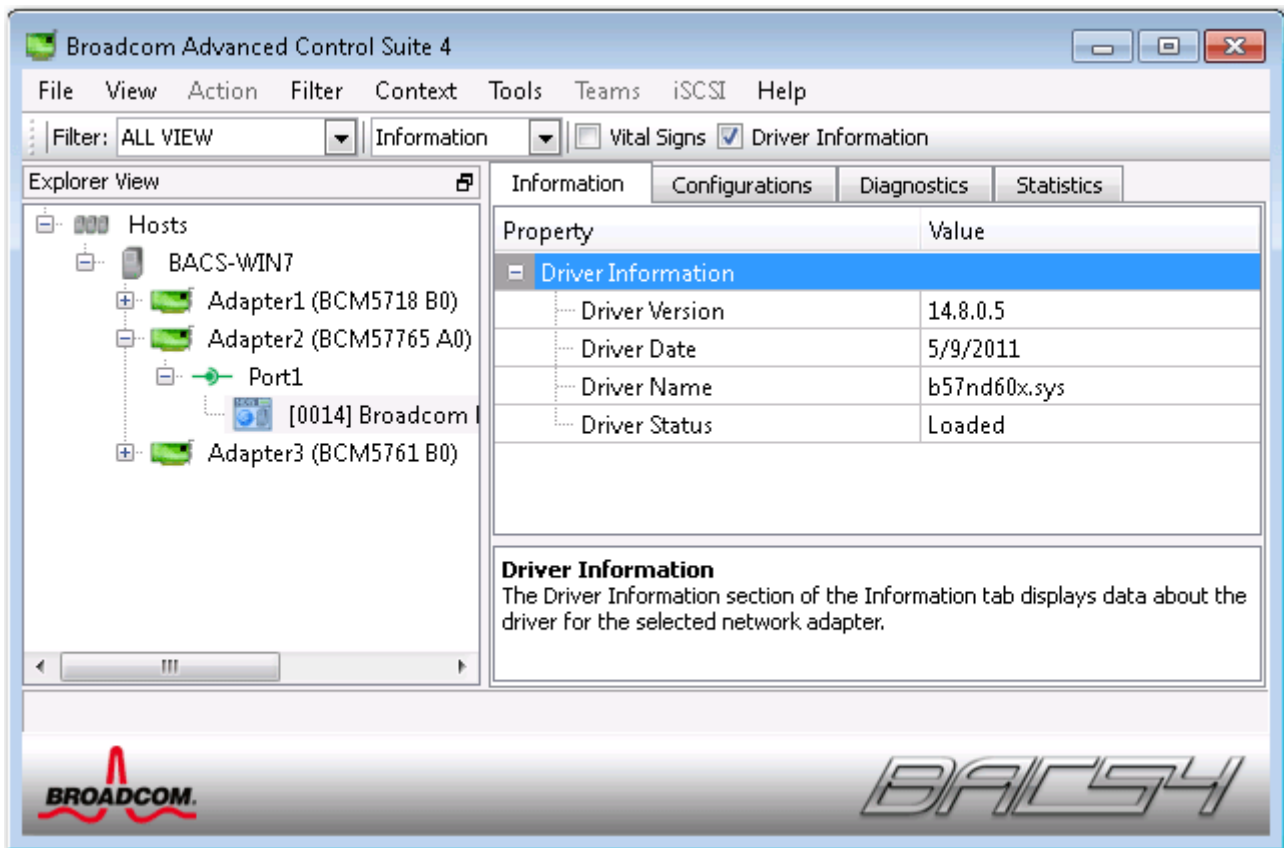 Broadcom Advanced Control Suite 4
File View Action Filter Context Tools Teams iSCSI Help
Filter: ALL VIEW Information Vital Signs Driver Information
Explorer View
Hosts
BACS-WIN7
Adapter1 (BCM5718 B0)
Adapter2 (BCM57765 A0)
Port1
[0014] Broadcom
Adapter3 (BCM5761 B0)
Information Configurations Diagnostics Statistics
Property Value
Driver Information
Driver Version 14.8.0.5
Driver Date 5/9/2011
Driver Name b57nd60x.sys
Driver Status Loaded
Driver Information
The Driver Information section of the Information tab displays data about the
driver for the selected network adapter.
BROADCOM.
BACS4